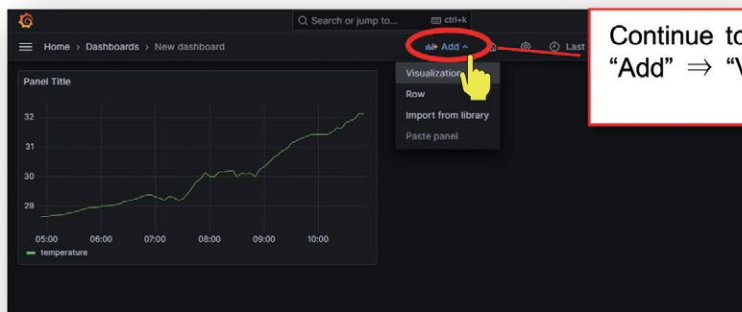 Search or jump to... ctrl+k
Home › Dashboards › New dashboard
Add
Last
Continue to
"Add" ⇒ "V
Panel Title
Visualization
Row
Import from library
Paste panel
32
31
30
29
05:00 06:00 07:00 08:00 09:00 10:00
temperature